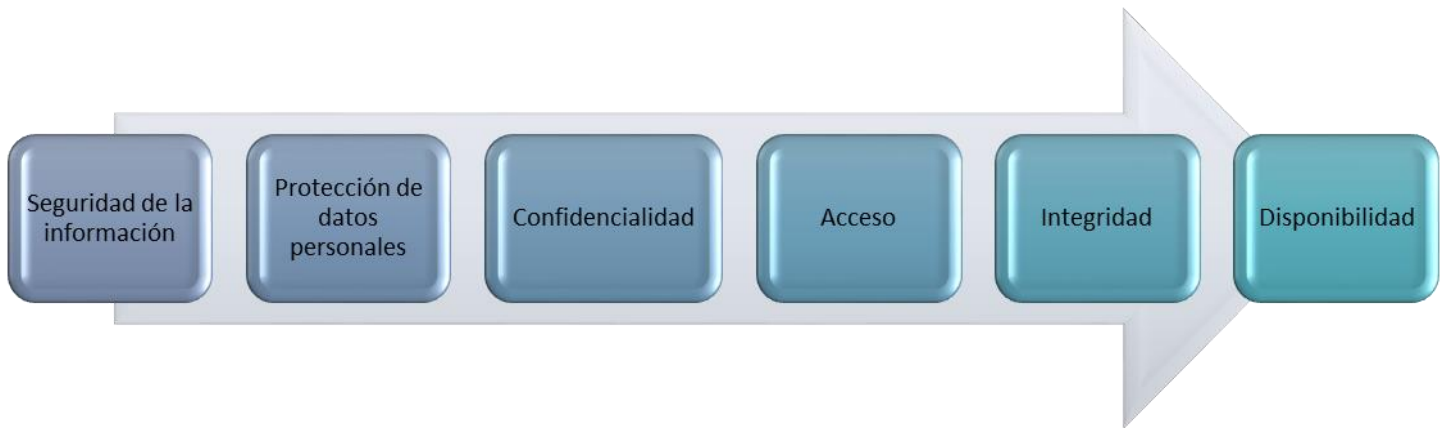 Seguridad de la
información
Protección de
datos
personales
Confidencialidad
Acceso
Integridad
Disponibilidad